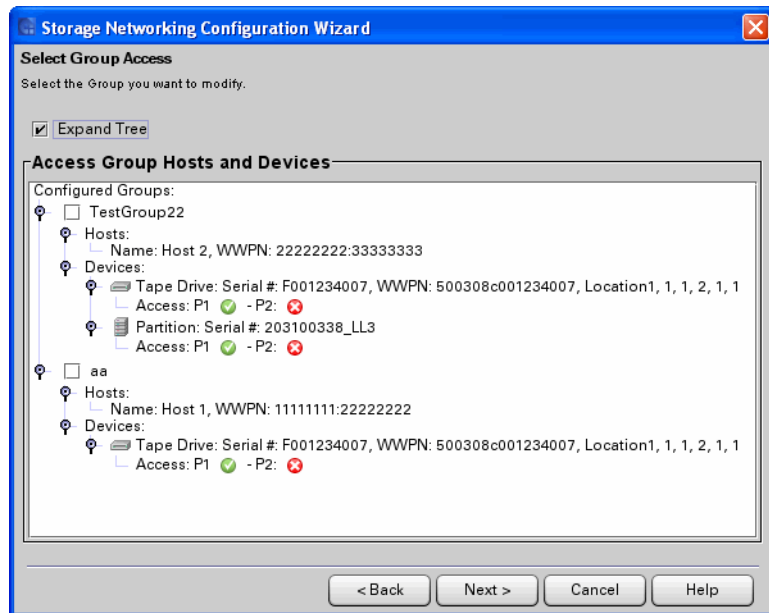 Storage Networking Configuration Wizard
Select Group Access
Select the Group you want to modify.
Expand Tree
Access Group Hosts and Devices
Configured Groups:
TestGroup22
Hosts:
Name: Host 2, WWPN: 22222222:33333333
Devices:
Tape Drive: Serial #: F001234007, WWPN: 500308c001234007, Location1, 1, 1, 2, 1, 1
Access: P1 - P2:
Partition: Serial #: 203100338_LL3
Access: P1 - P2:
aa
Hosts:
Name: Host 1, WWPN: 11111111:22222222
Devices:
Tape Drive: Serial #: F001234007, WWPN: 500308c001234007, Location1, 1, 1, 2, 1, 1
Access: P1 - P2:
< Back Next > Cancel Help